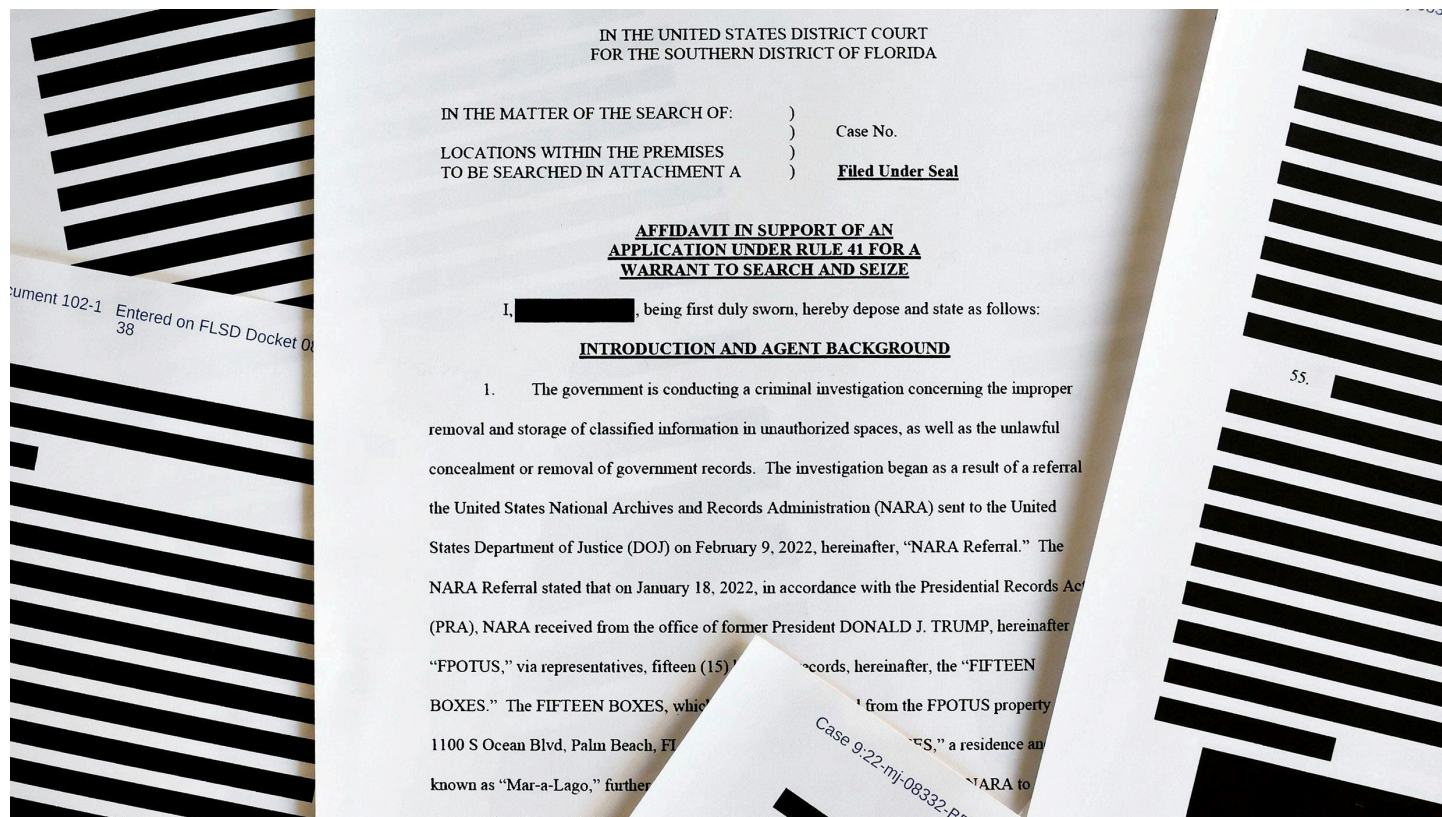 IN THE UNITED STATES DISTRICT COURT
FOR THE SOUTHERN DISTRICT OF FLORIDA
IN THE MATTER OF THE SEARCH OF: )
) Case No.
LOCATIONS WITHIN THE PREMISES )
TO BE SEARCHED IN ATTACHMENT A ) Filed Under Seal
AFFIDAVIT IN SUPPORT OF AN
APPLICATION UNDER RULE 41 FOR A
WARRANT TO SEARCH AND SEIZE
I, , being first duly sworn, hereby depose and state as follows:
INTRODUCTION AND AGENT BACKGROUND
1. The government is conducting a criminal investigation concerning the improper
removal and storage of classified information in unauthorized spaces, as well as the unlawful
concealment or removal of government records. The investigation began as a result of a referral
the United States National Archives and Records Administration (NARA) sent to the United
States Department of Justice (DOJ) on February 9, 2022, hereinafter, “NARA Referral.” The
NARA Referral stated that on January 18, 2022, in accordance with the Presidential Records Act
(PRA), NARA received from the office of former President DONALD J. TRUMP, hereinafter
“FPOTUS,” via representatives, fifteen (15) records, hereinafter, the “FIFTEEN
BOXES.” The FIFTEEN BOXES, which from the FPOTUS property
1100 S Ocean Blvd, Palm Beach, a residence
known as “Mar-a-Lago,” further NARA to
cument 102-1 Entered on FLSD Docket
38
55.
Case 9:22-mj-08332-